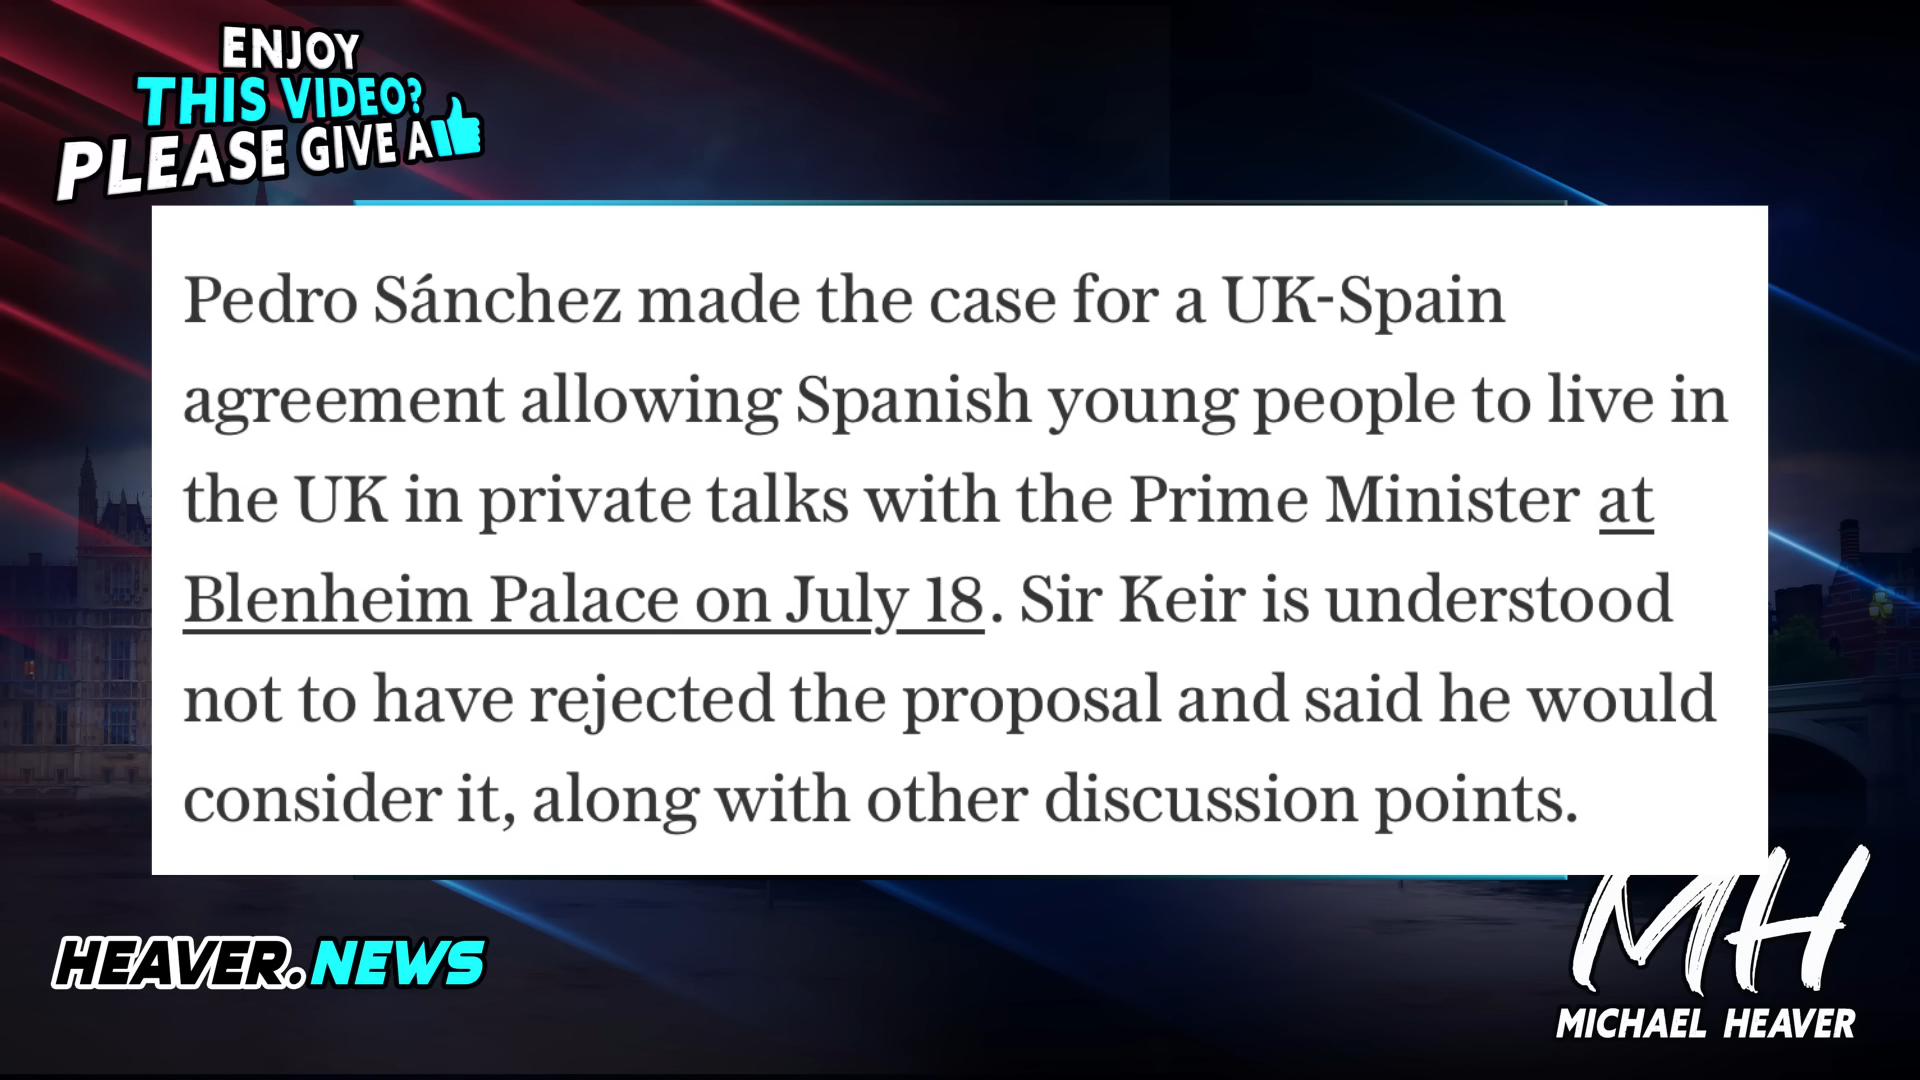 ENJOY
THIS VIDEO?
PLEASE GIVE A
Pedro Sánchez made the case for a UK-Spain
agreement allowing Spanish young people to live in
the UK in private talks with the Prime Minister at
Blenheim Palace on July 18. Sir Keir is understood
not to have rejected the proposal and said he would
consider it, along with other discussion points.
HEAVER.NEWS
MH
MICHAEL HEAVER